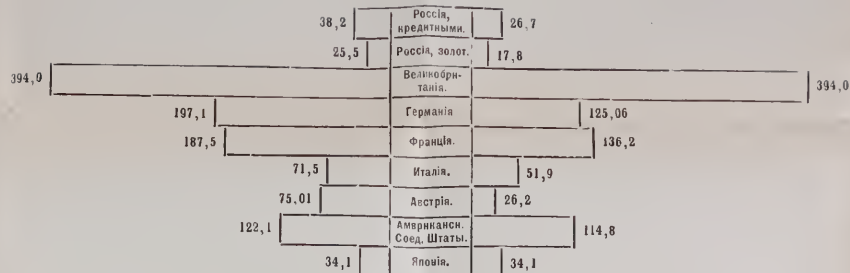 38,2 Россія, кредитными. 26,7
25,5 Россія, золот. 17,8
394,0 Великобри-
танія. 394,0
197,1 Германія 125,06
187,5 Франція. 136,2
71,5 Италія. 51,9
75,01 Австрія. 26,2
122,1 Американсн.
Соед. Штаты. 114,8
34,1 Японія. 34,1